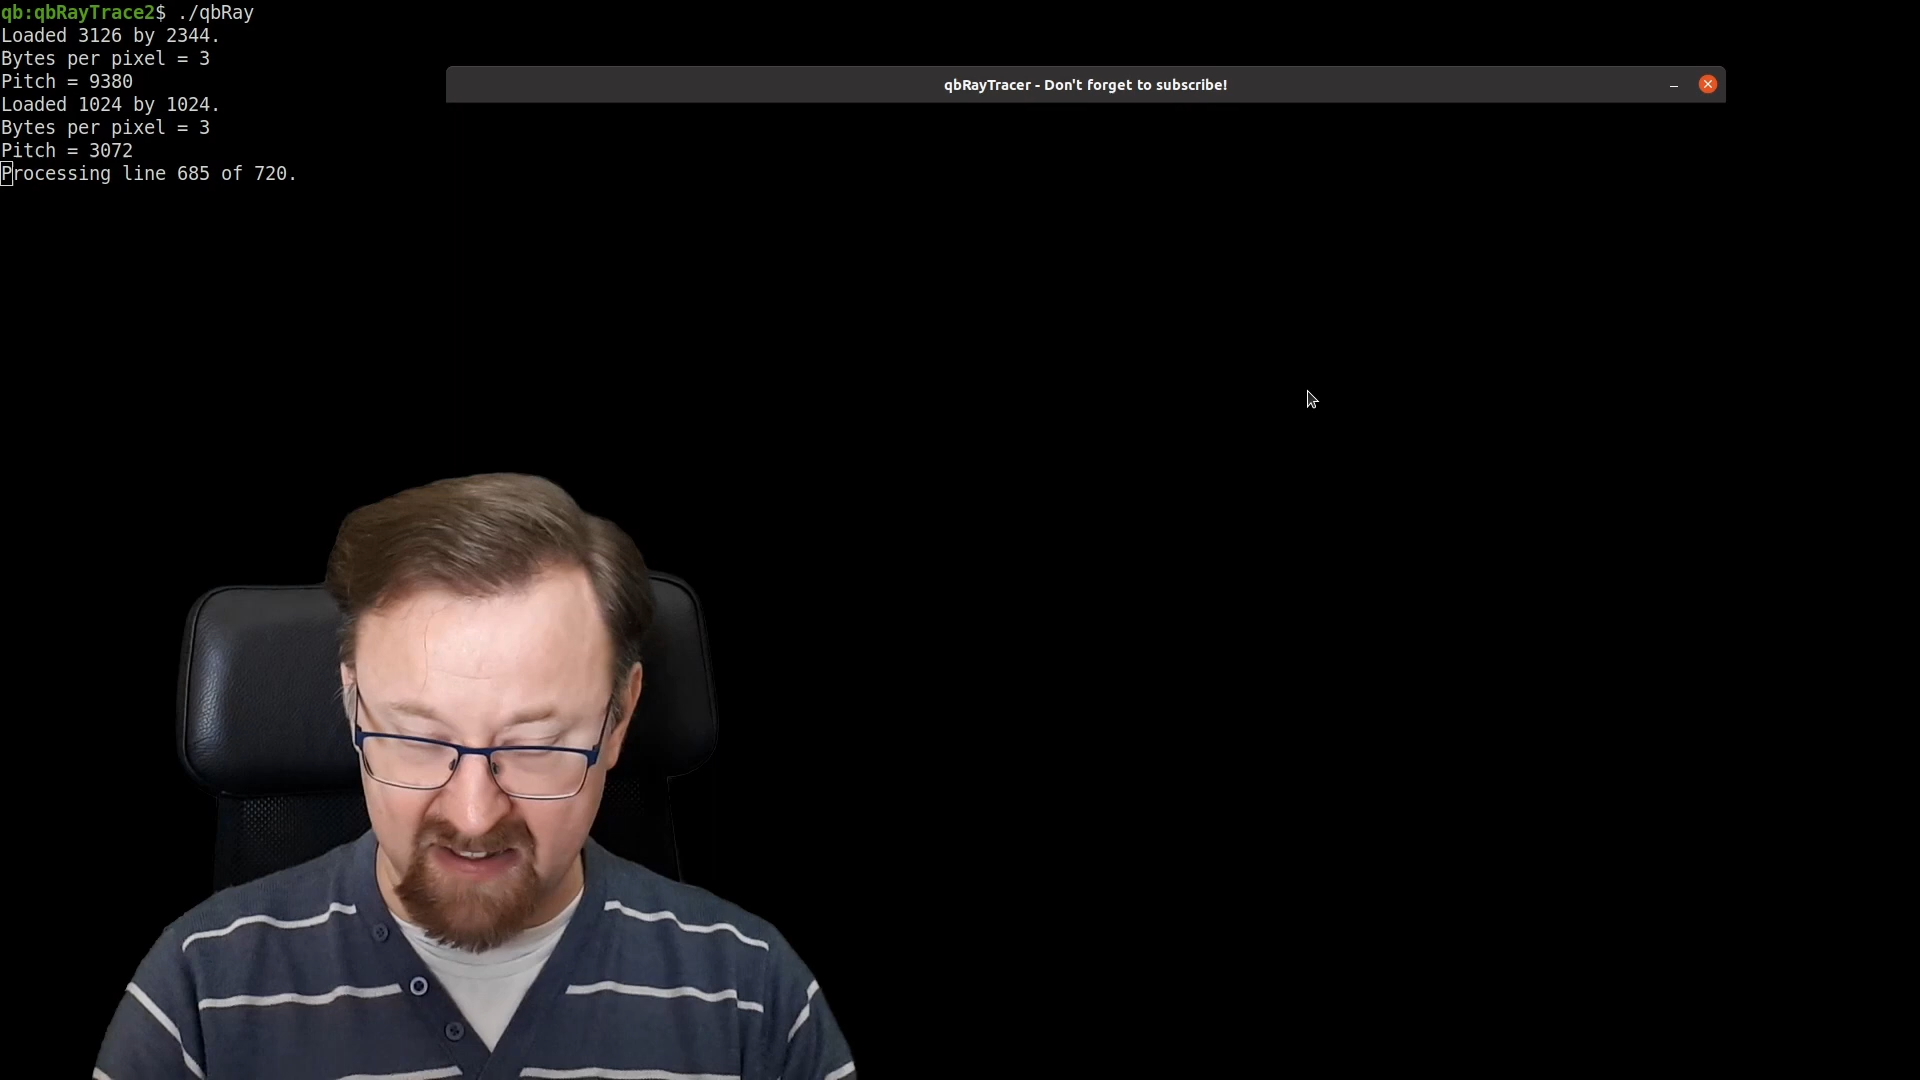 qb:qbRayTrace2$ ./qbRay
Loaded 3126 by 2344.
Bytes per pixel = 3
Pitch = 9380
Loaded 1024 by 1024.
Bytes per pixel = 3
Pitch = 3072
Processing line 685 of 720.
qbRayTracer - Don't forget to subscribe!